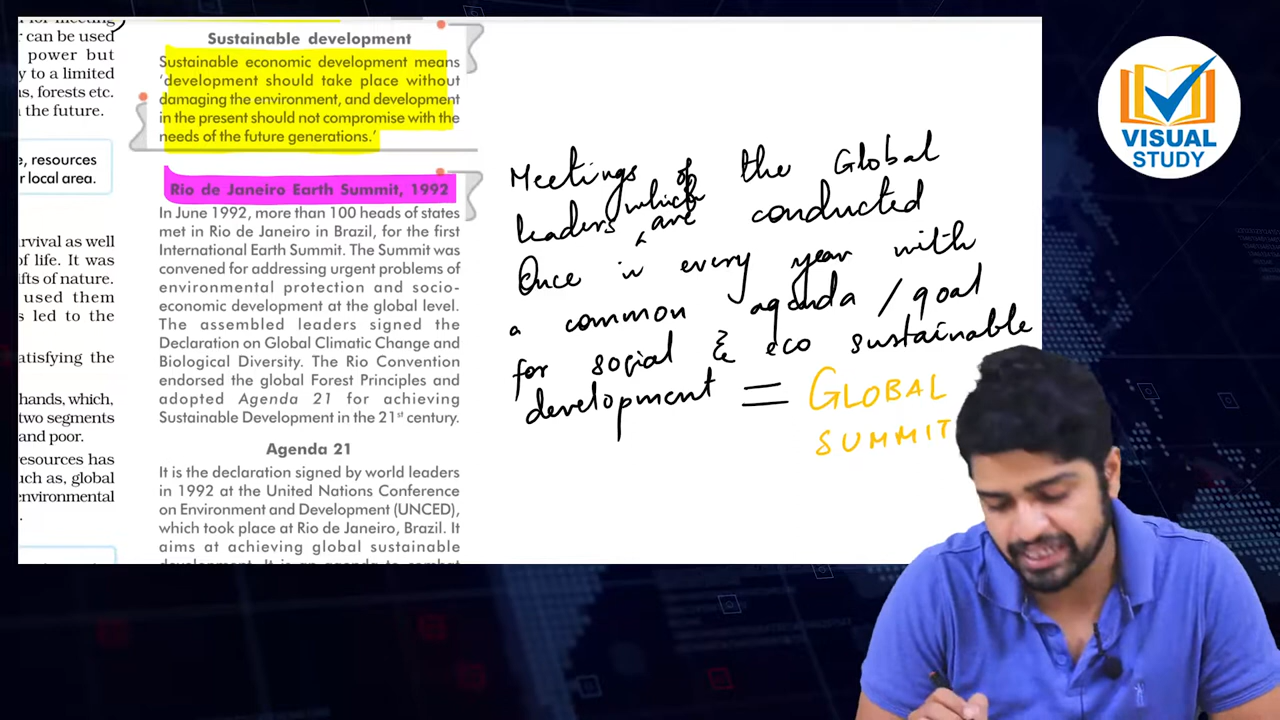 for meeting
can be used
power but
y to a limited
s, forests etc.
the future.
e, resources
r local area.
rvival as well
of life. It was
ifts of nature.
used them
s led to the
atisfying the
hands, which,
two segments
and poor.
resources has
uch as, global
environmental
Sustainable development
Sustainable economic development means
‘development should take place without
damaging the environment, and development
in the present should not compromise with the
needs of the future generations.’
Rio de Janeiro Earth Summit, 1992
In June 1992, more than 100 heads of states
met in Rio de Janeiro in Brazil, for the first
International Earth Summit. The Summit was
convened for addressing urgent problems of
environmental protection and socio-
economic development at the global level.
The assembled leaders signed the
Declaration on Global Climatic Change and
Biological Diversity. The Rio Convention
endorsed the global Forest Principles and
adopted Agenda 21 for achieving
Sustainable Development in the 21st century.
Agenda 21
It is the declaration signed by world leaders
in 1992 at the United Nations Conference
on Environment and Development (UNCED),
which took place at Rio de Janeiro, Brazil. It
aims at achieving global sustainable
development. It is an agenda to combat
Meetings of the Global
leaders which are conducted
Once in every year with
a common agenda / goal
for social & eco sustainable
development = GLOBAL
SUMMIT
VISUAL
STUDY